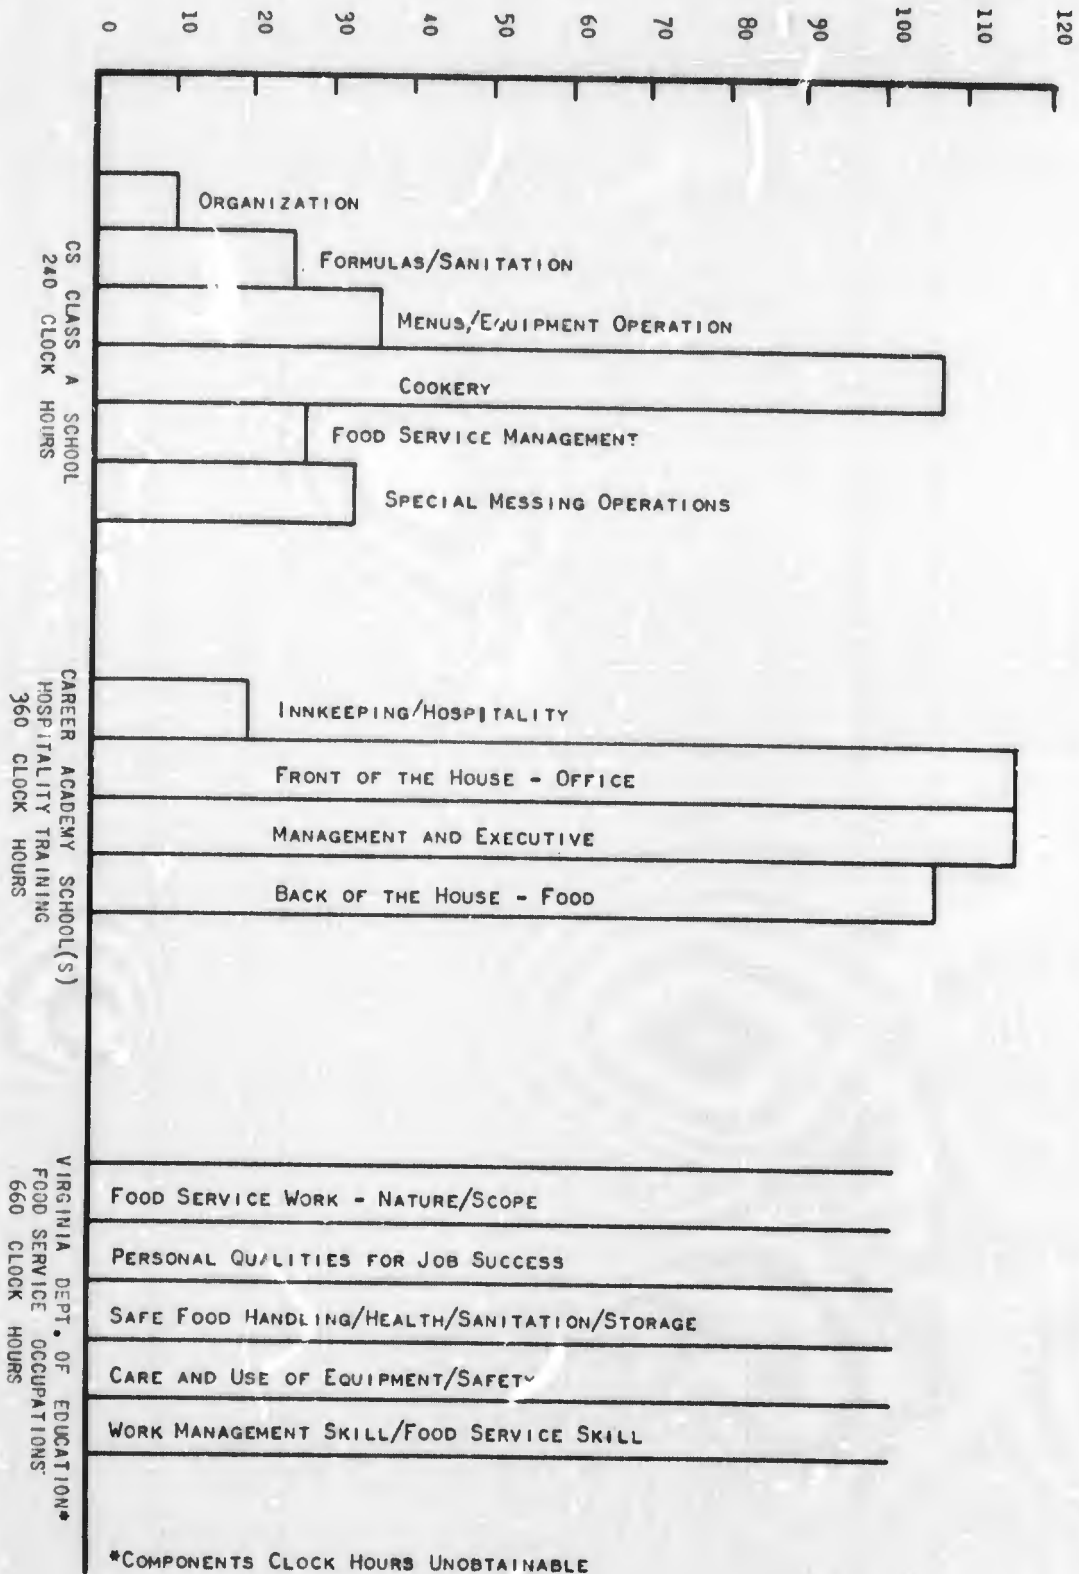 0
10
20
30
40
50
60
70
80
90
100
110
120
ORGANIZATION
FORMULAS/SANITATION
MENUS/EQUIPMENT OPERATION
COOKERY
FOOD SERVICE MANAGEMENT
SPECIAL MESSING OPERATIONS
CS CLASS A SCHOOL
240 CLOCK HOURS
INNKEEPING/HOSPITALITY
FRONT OF THE HOUSE - OFFICE
MANAGEMENT AND EXECUTIVE
BACK OF THE HOUSE - FOOD
CAREER ACADEMY SCHOOL(S)
HOSPITALITY TRAINING
360 CLOCK HOURS
FOOD SERVICE WORK - NATURE/SCOPE
PERSONAL QUALITIES FOR JOB SUCCESS
SAFE FOOD HANDLING/HEALTH/SANITATION/STORAGE
CARE AND USE OF EQUIPMENT/SAFETY
WORK MANAGEMENT SKILL/FOOD SERVICE SKILL
VIRGINIA DEPT. OF EDUCATION*
FOOD SERVICE OCCUPATIONS
660 CLOCK HOURS
*COMPONENTS CLOCK HOURS UNOBTAINABLE